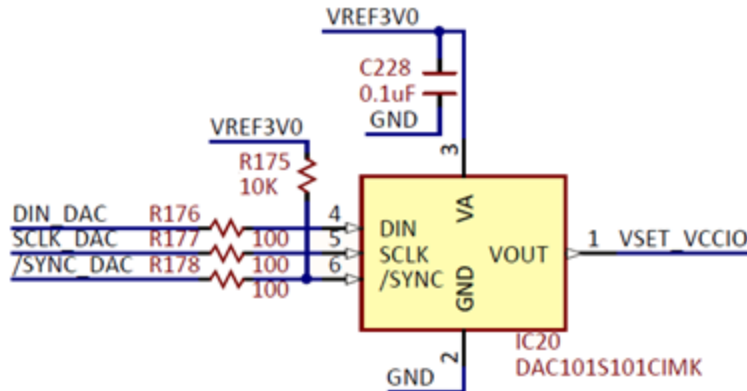 VREF3V0
C228
0.1uF
GND
VREF3V0
R175
10K
3
VA
DIN_DAC R176 100 4 DIN
SCLK_DAC R177 100 5 SCLK
/SYNC_DAC R178 100 6 /SYNC
VOUT 1 VSET_VCCIO
GND
2
IC20
DAC101S101CIMK
GND